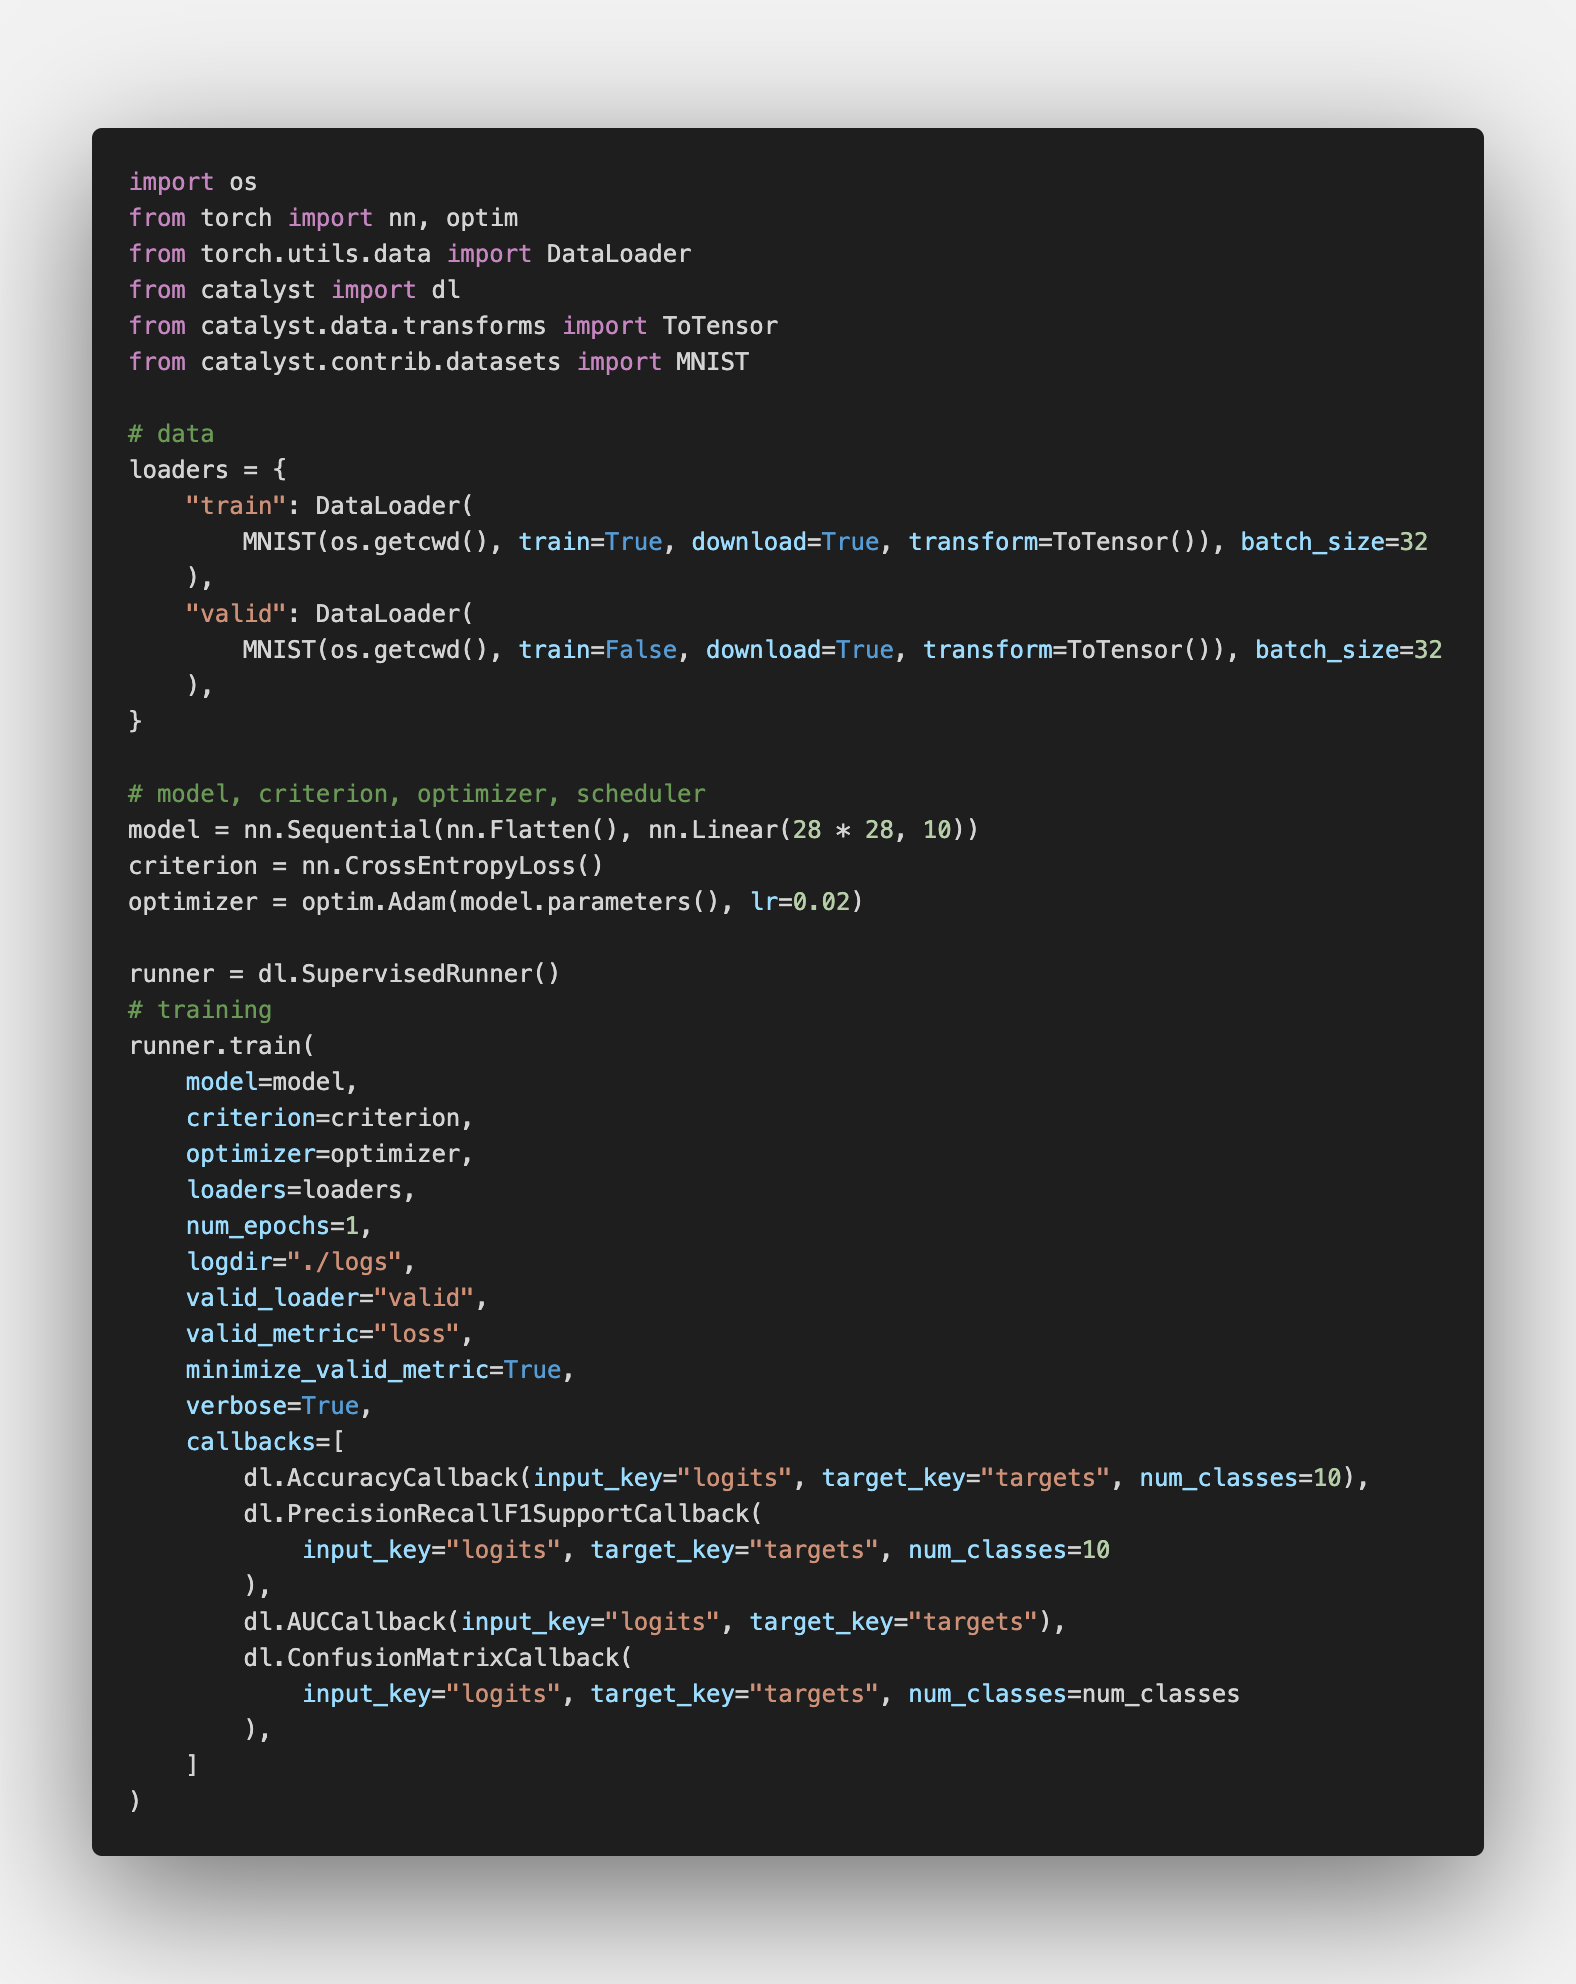 import os
from torch import nn, optim
from torch.utils.data import DataLoader
from catalyst import dl
from catalyst.data.transforms import ToTensor
from catalyst.contrib.datasets import MNIST

# data
loaders = {
    "train": DataLoader(
        MNIST(os.getcwd(), train=True, download=True, transform=ToTensor()), batch_size=32
    ),
    "valid": DataLoader(
        MNIST(os.getcwd(), train=False, download=True, transform=ToTensor()), batch_size=32
    ),
}

# model, criterion, optimizer, scheduler
model = nn.Sequential(nn.Flatten(), nn.Linear(28 * 28, 10))
criterion = nn.CrossEntropyLoss()
optimizer = optim.Adam(model.parameters(), lr=0.02)

runner = dl.SupervisedRunner()
# training
runner.train(
    model=model,
    criterion=criterion,
    optimizer=optimizer,
    loaders=loaders,
    num_epochs=1,
    logdir="./logs",
    valid_loader="valid",
    valid_metric="loss",
    minimize_valid_metric=True,
    verbose=True,
    callbacks=[
        dl.AccuracyCallback(input_key="logits", target_key="targets", num_classes=10),
        dl.PrecisionRecallF1SupportCallback(
            input_key="logits", target_key="targets", num_classes=10
        ),
        dl.AUCCallback(input_key="logits", target_key="targets"),
        dl.ConfusionMatrixCallback(
            input_key="logits", target_key="targets", num_classes=num_classes
        ),
    ]
)